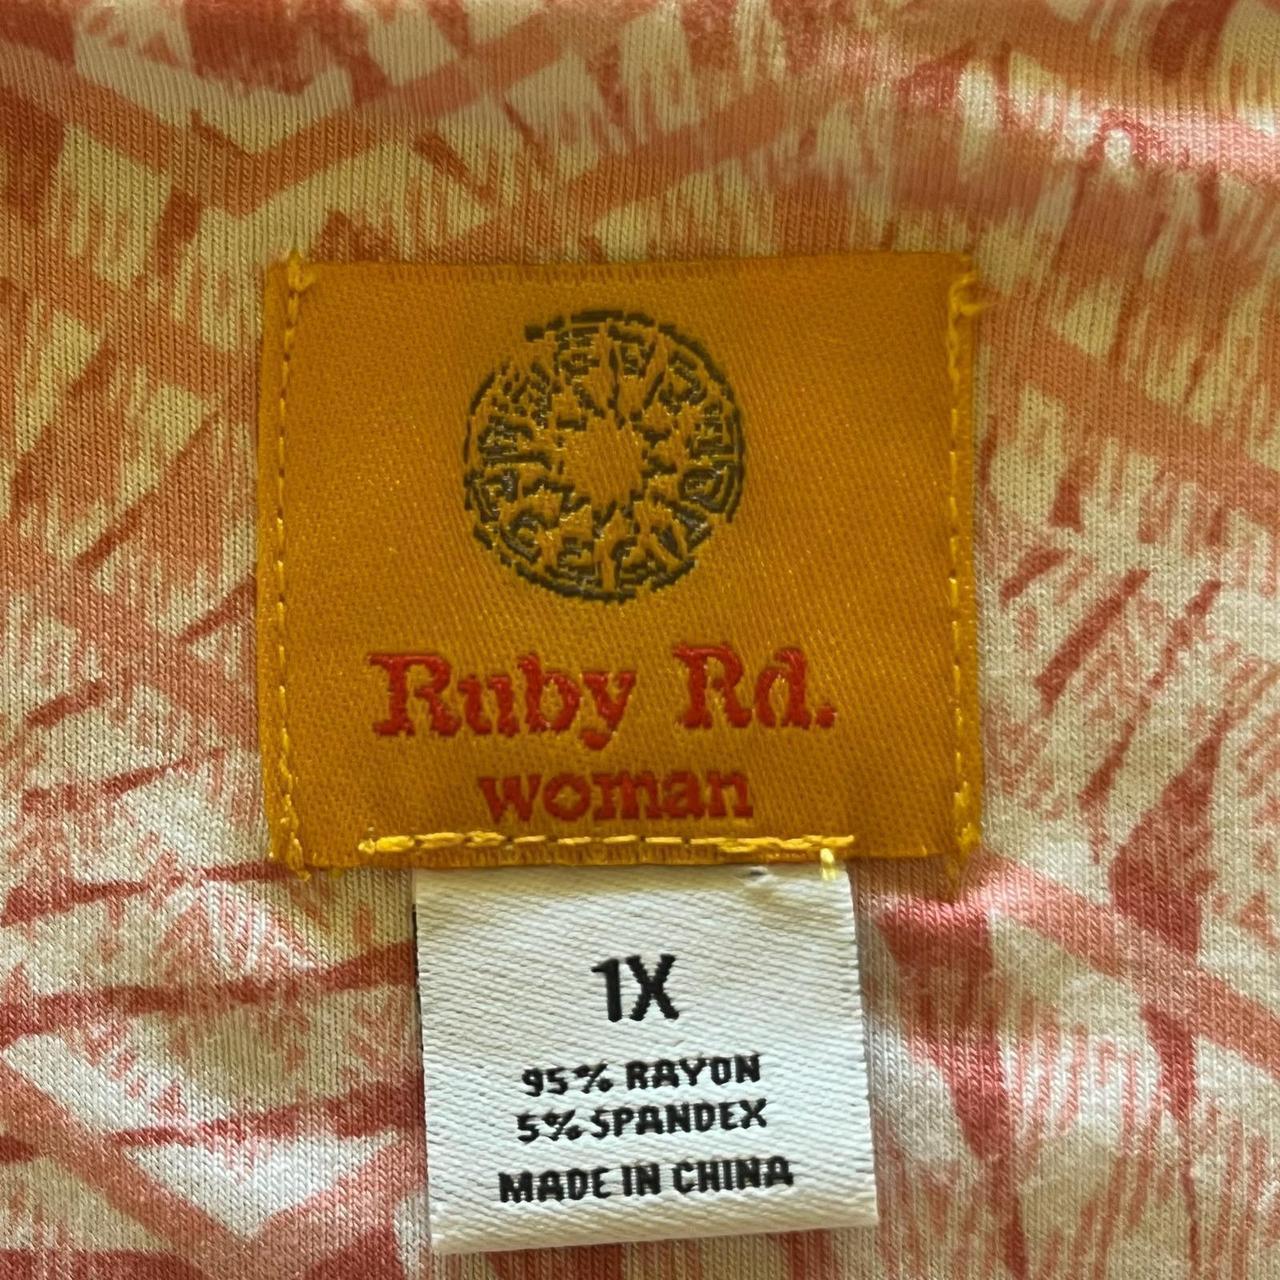 Ruby Rd.
woman
1X
95% RAYON
5% SPANDEX
MADE IN CHINA